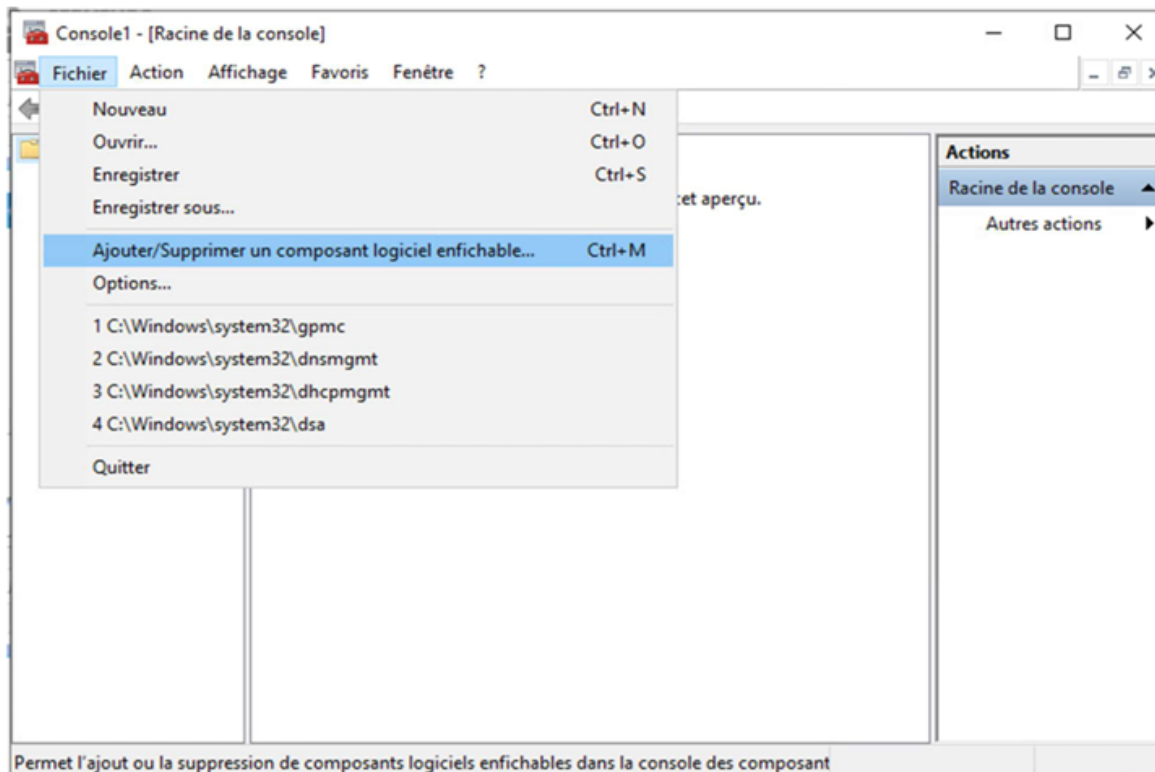 Console1 - [Racine de la console]
Fichier Action Affichage Favoris Fenêtre ?
Nouveau Ctrl+N
Ouvrir... Ctrl+O
Enregistrer Ctrl+S
Enregistrer sous...
Ajouter/Supprimer un composant logiciel enfichable... Ctrl+M
Options...
1 C:\Windows\system32\gpmc
2 C:\Windows\system32\dnsmgmt
3 C:\Windows\system32\dhcpmgmt
4 C:\Windows\system32\dsa
Quitter
cet aperçu.
Actions
Racine de la console
Autres actions
Permet l'ajout ou la suppression de composants logiciels enfichables dans la console des composant